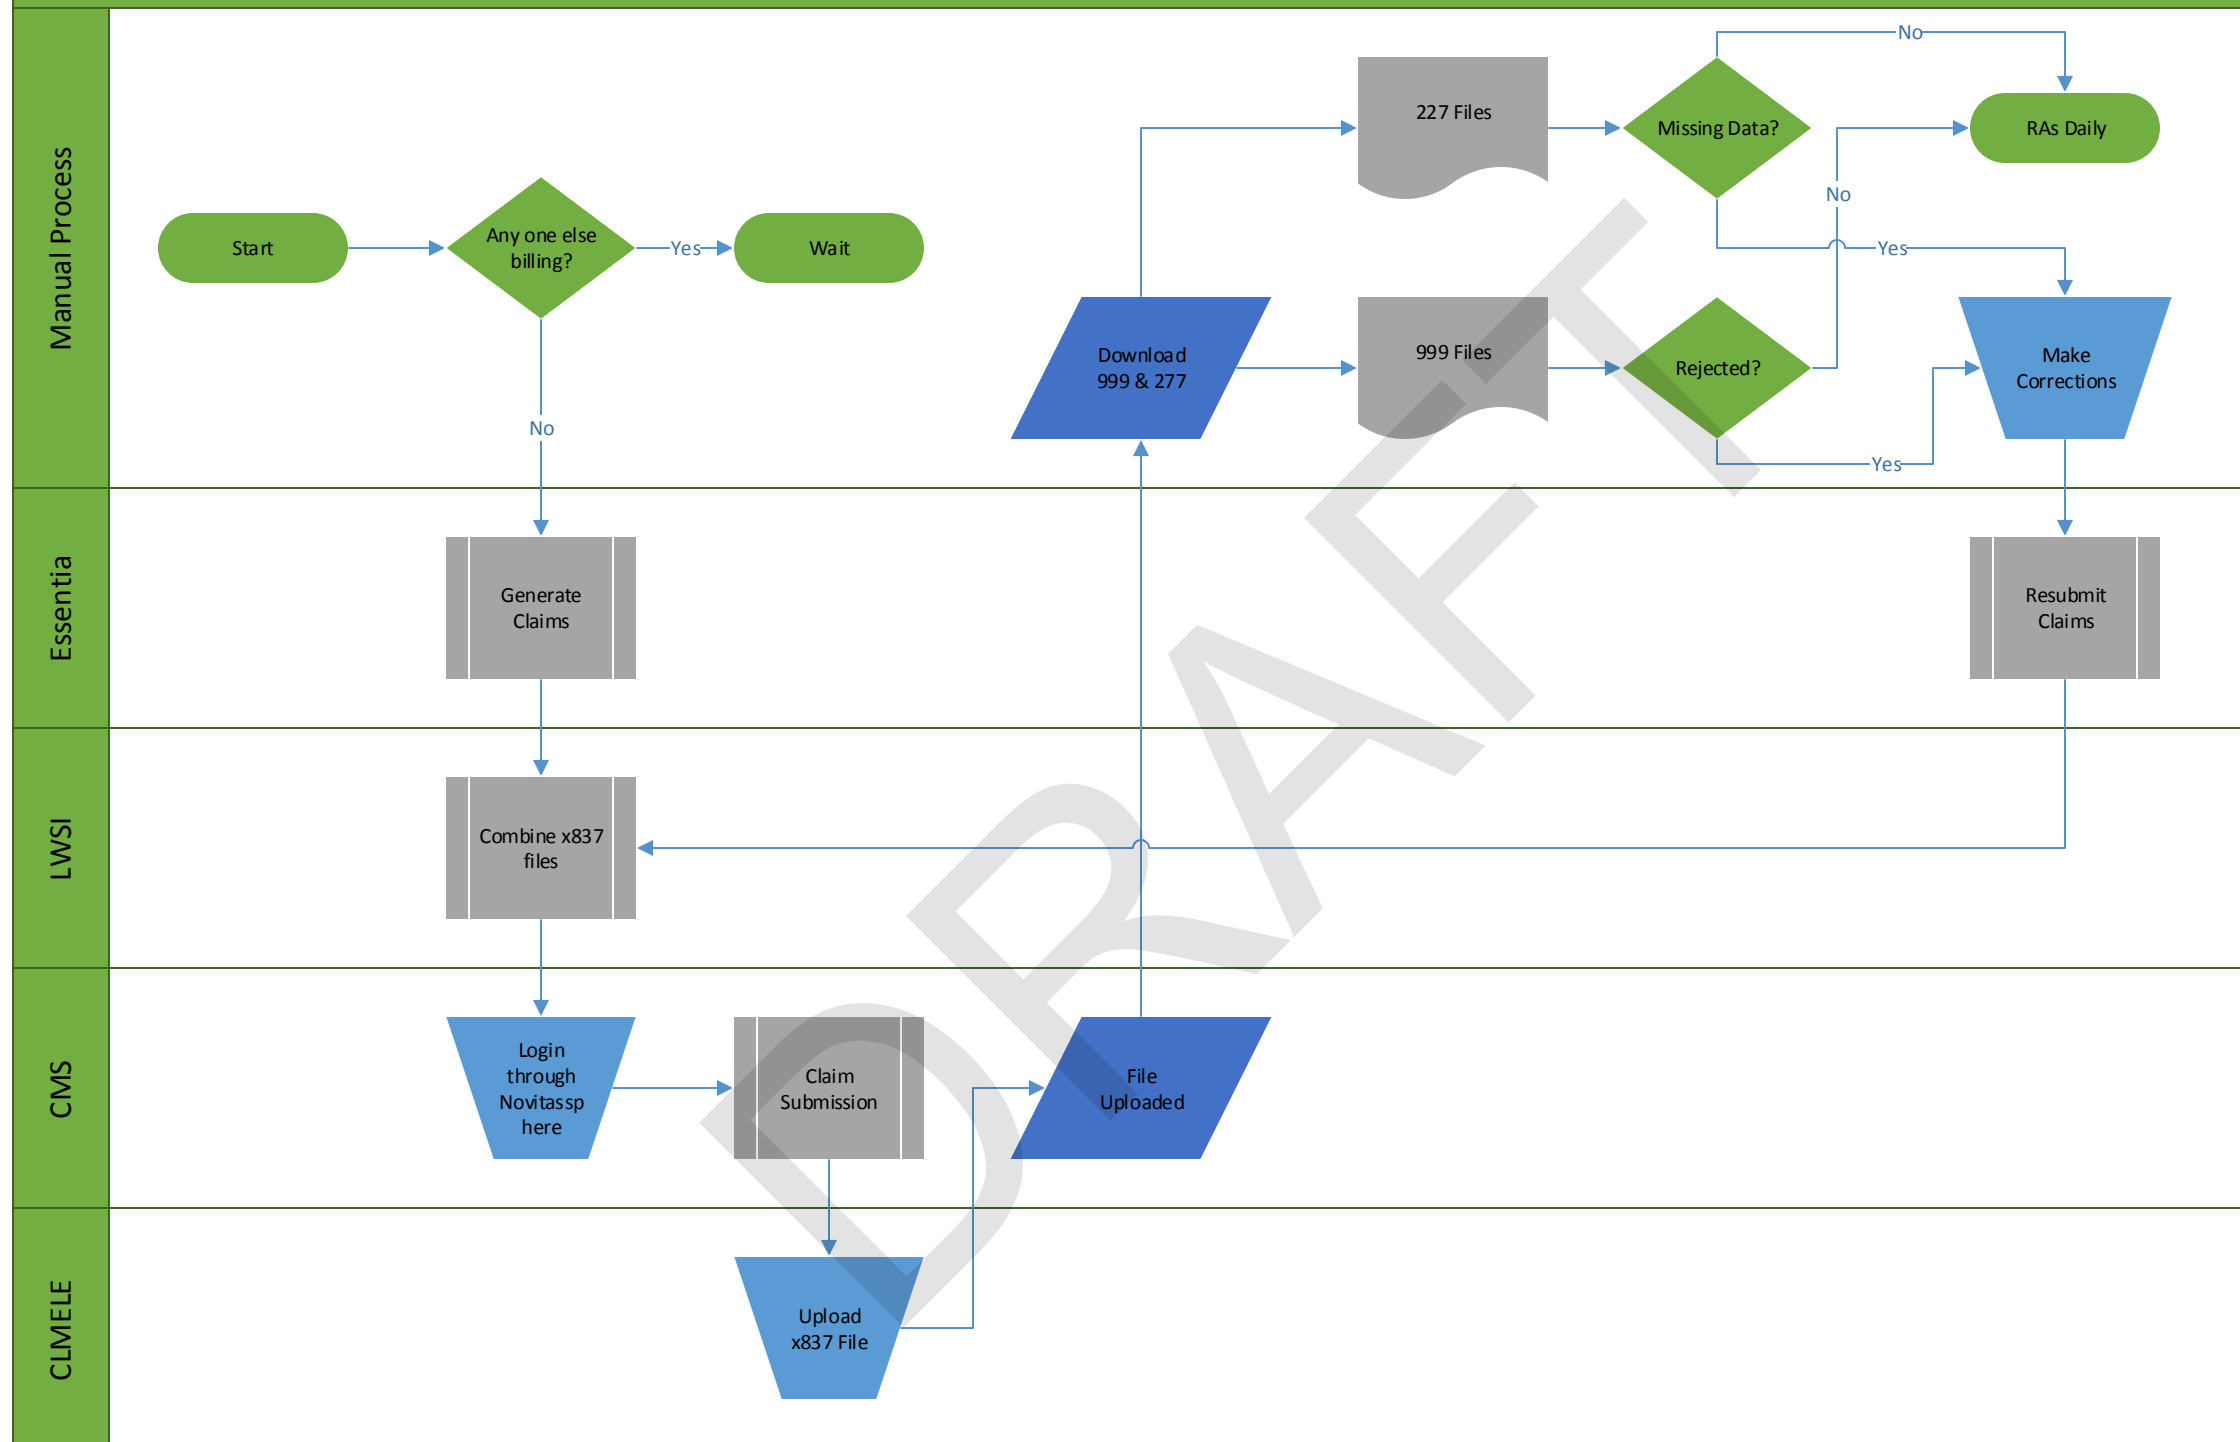 Manual Process
Start
Any one else
billing?
Yes
Wait
No
Download
999 & 277
227 Files
Missing Data?
No
RAs Daily
No
Yes
999 Files
Rejected?
Yes
Make
Corrections
Essentia
Generate
Claims
Resubmit
Claims
LWSI
Combine x837
files
CMS
Login
through
Novitassp
here
Claim
Submission
File
Uploaded
CLMELE
Upload
x837 File
DRAFT